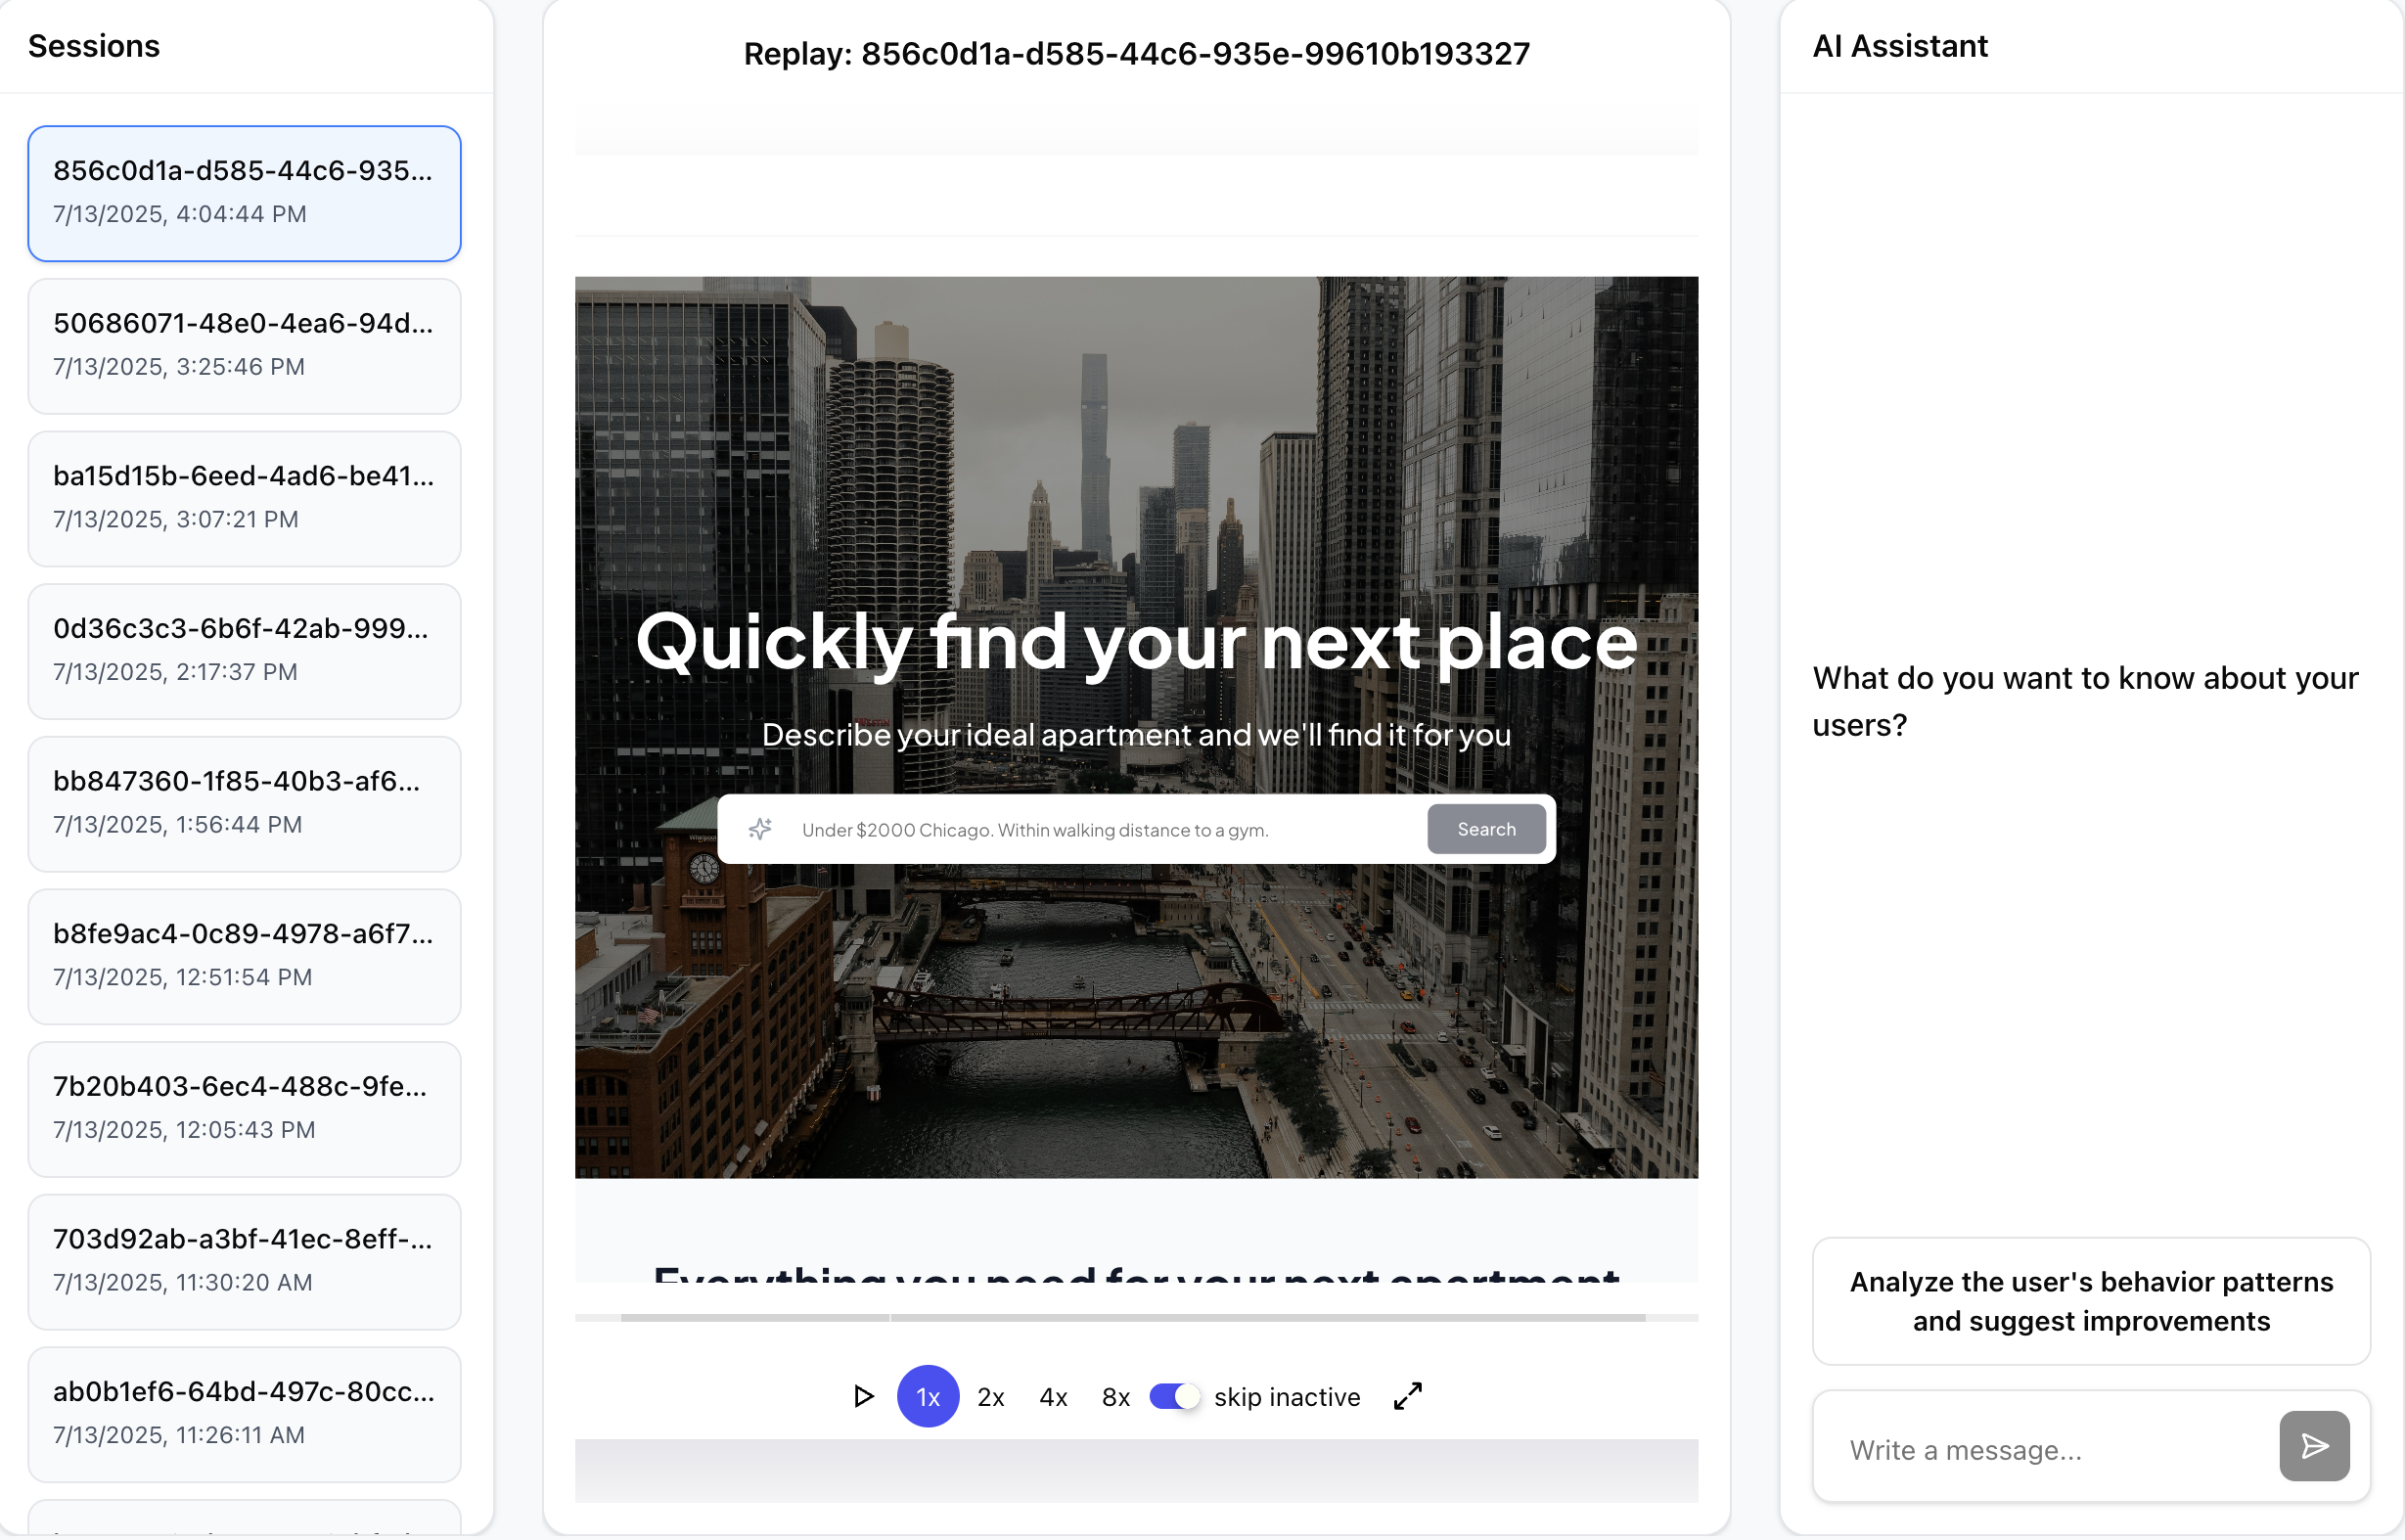 Sessions
856c0d1a-d585-44c6-935...
7/13/2025, 4:04:44 PM
50686071-48e0-4ea6-94d...
7/13/2025, 3:25:46 PM
ba15d15b-6eed-4ad6-be41...
7/13/2025, 3:07:21 PM
0d36c3c3-6b6f-42ab-999...
7/13/2025, 2:17:37 PM
bb847360-1f85-40b3-af6...
7/13/2025, 1:56:44 PM
b8fe9ac4-0c89-4978-a6f7...
7/13/2025, 12:51:54 PM
7b20b403-6ec4-488c-9fe...
7/13/2025, 12:05:43 PM
703d92ab-a3bf-41ec-8eff-...
7/13/2025, 11:30:20 AM
ab0b1ef6-64bd-497c-80cc...
7/13/2025, 11:26:11 AM
Replay: 856c0d1a-d585-44c6-935e-99610b193327
Quickly find your next place
Describe your ideal apartment and we'll find it for you
Under $2000 Chicago. Within walking distance to a gym.
Search
Everything you need for your next apartment
1x 2x 4x 8x skip inactive
AI Assistant
What do you want to know about your
users?
Analyze the user's behavior patterns
and suggest improvements
Write a message...